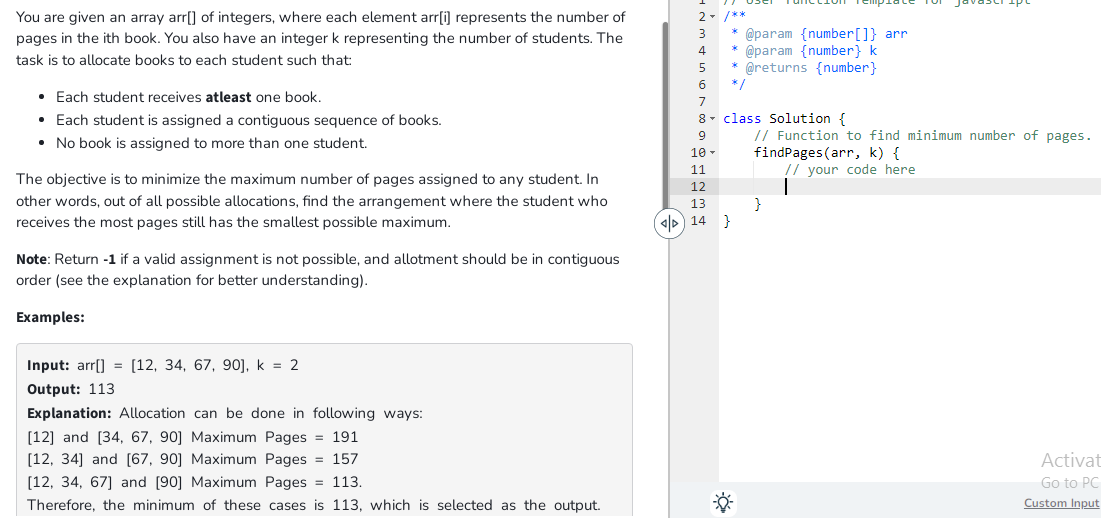 You are given an array arr[] of integers, where each element arr[i] represents the number of
pages in the ith book. You also have an integer k representing the number of students. The
task is to allocate books to each student such that:
Each student receives atleast one book.
Each student is assigned a contiguous sequence of books.
No book is assigned to more than one student.
The objective is to minimize the maximum number of pages assigned to any student. In
other words, out of all possible allocations, find the arrangement where the student who
receives the most pages still has the smallest possible maximum.
Note: Return -1 if a valid assignment is not possible, and allotment should be in contiguous
order (see the explanation for better understanding).
Examples:
Input: arr[] = [12, 34, 67, 90], k = 2
Output: 113
Explanation: Allocation can be done in following ways:
[12] and [34, 67, 90] Maximum Pages = 191
[12, 34] and [67, 90] Maximum Pages = 157
[12, 34, 67] and [90] Maximum Pages = 113.
Therefore, the minimum of these cases is 113, which is selected as the output.
1 // User function Template for javascript
2 /**
3 * @param {number[]} arr
4 * @param {number} k
5 * @returns {number}
6 */
7
8 class Solution {
9 // Function to find minimum number of pages.
10 findPages(arr, k) {
11 // your code here
12
13 }
14 }
Activat
Go to PC
Custom Input